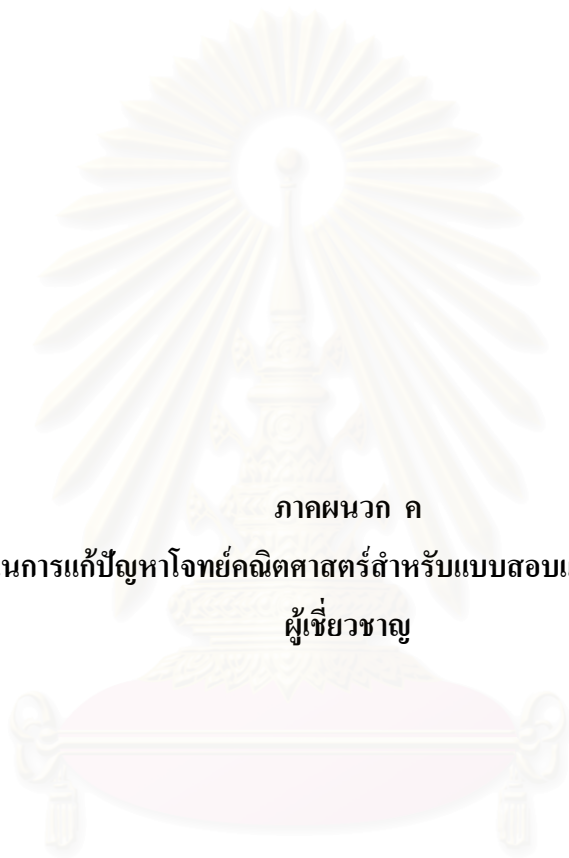 ภาคผนวก ค
นการแก้ปัญหาโจทย์คณิตศาสตร์สำหรับแบบสอบแ
ผู้เชี่ยวชาญ